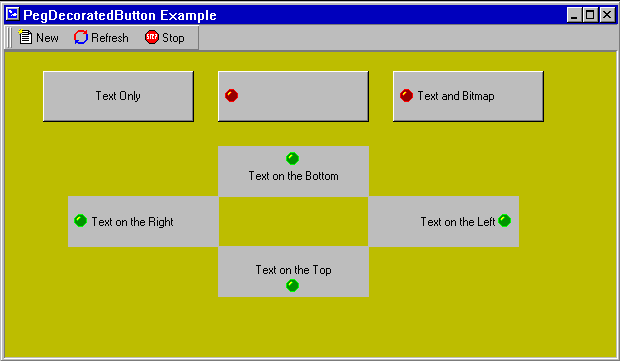 PegDecoratedButton Example
New Refresh STOP Stop
Text Only Text and Bitmap
Text on the Bottom
Text on the Right Text on the Left
Text on the Top